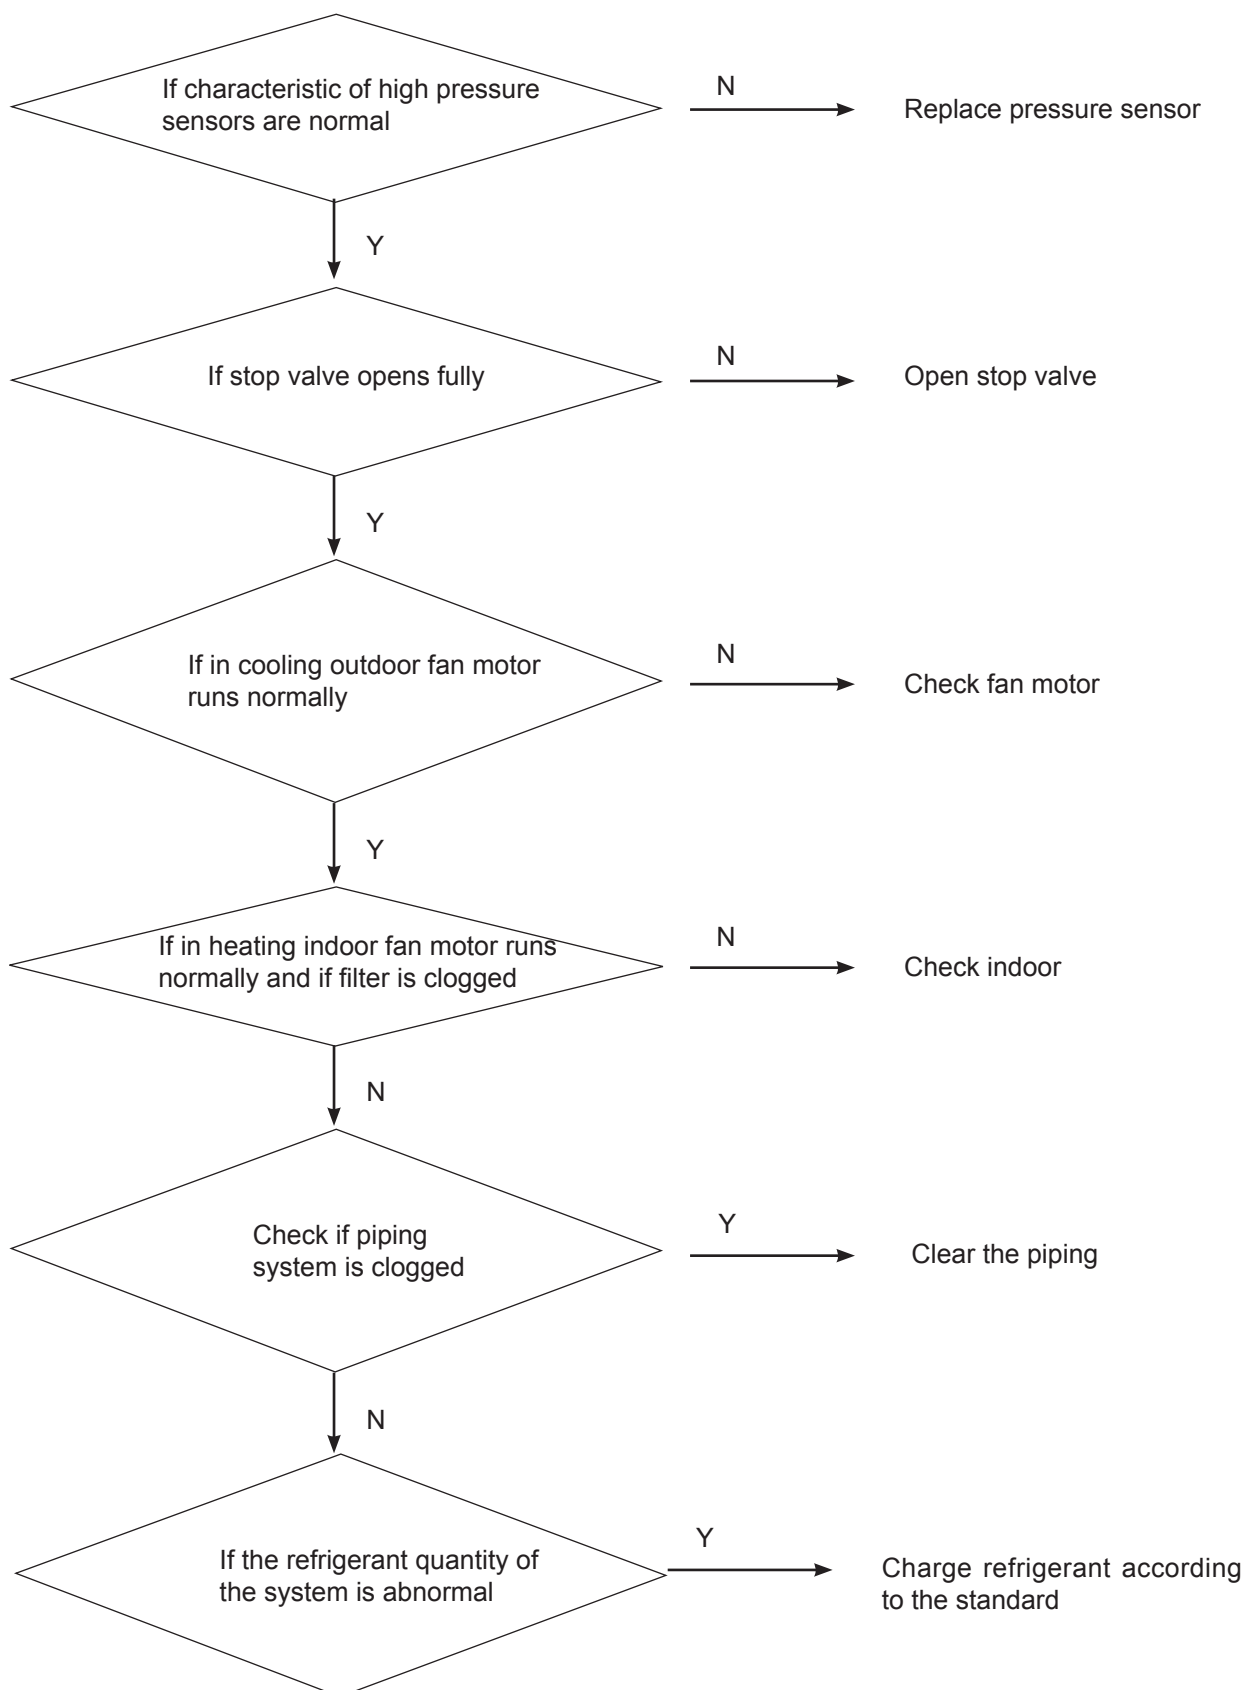 If characteristic of high pressure
sensors are normal
N
Replace pressure sensor
Y
If stop valve opens fully
N
Open stop valve
Y
If in cooling outdoor fan motor
runs normally
N
Check fan motor
Y
If in heating indoor fan motor runs
normally and if filter is clogged
N
Check indoor
N
Check if piping
system is clogged
Y
Clear the piping
N
If the refrigerant quantity of
the system is abnormal
Y
Charge refrigerant according
to the standard